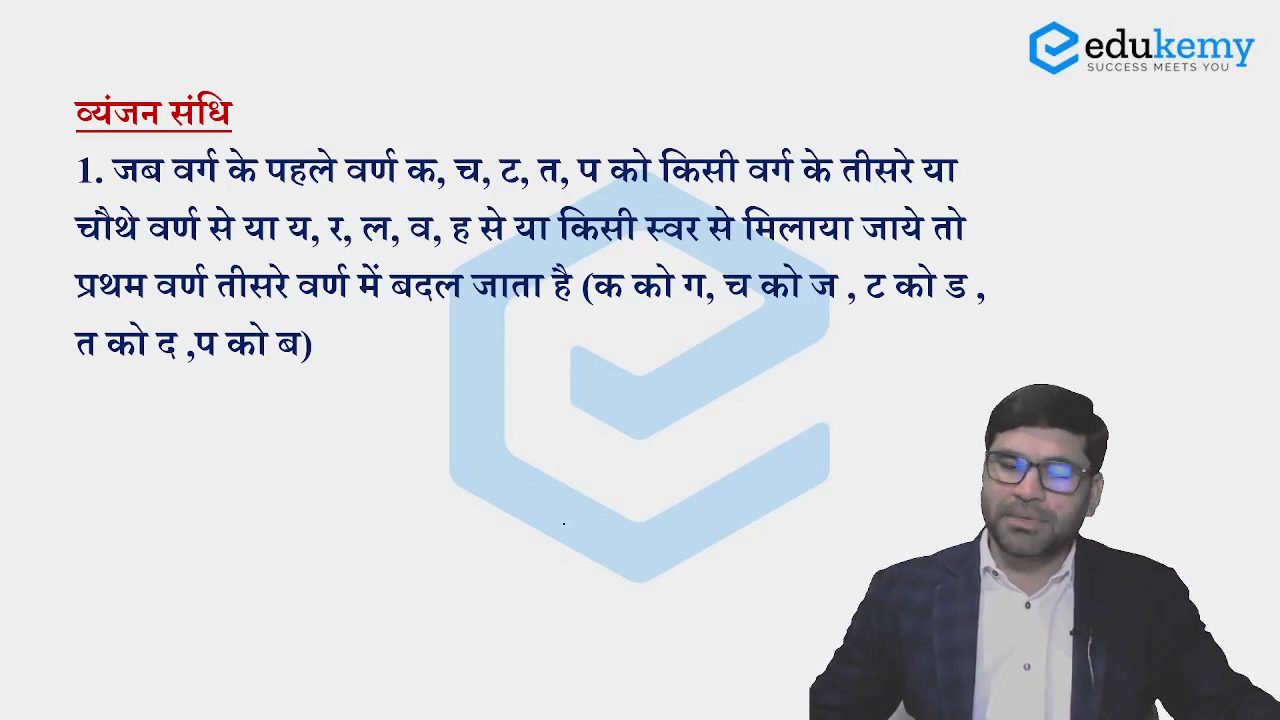 edukemy
SUCCESS MEETS YOU
व्यंजन संधि
1. जब वर्ग के पहले वर्ण क, च, ट, त, प को किसी वर्ग के तीसरे या
चौथे वर्ण से या य, र, ल, व, ह से या किसी स्वर से मिलाया जाये तो
प्रथम वर्ण तीसरे वर्ण में बदल जाता है (क को ग, च को ज , ट को ड ,
त को द ,प को ब)